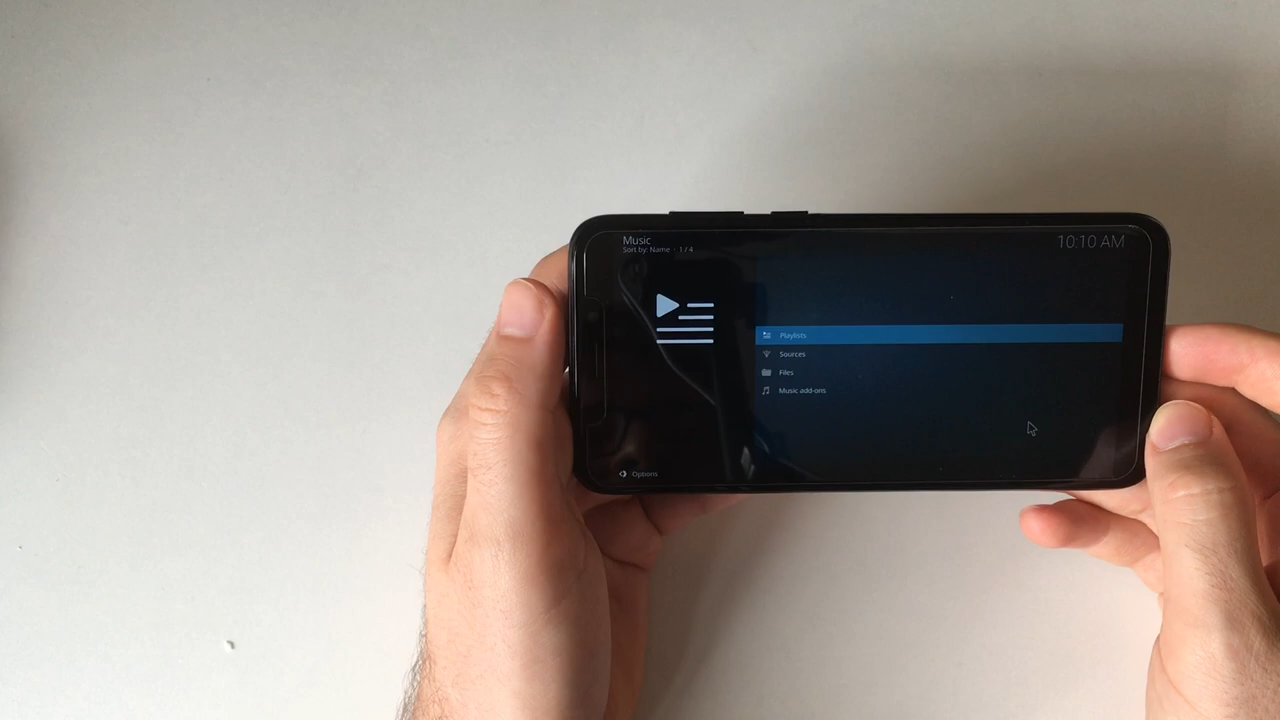 Music
Sort by: Name · 1 / 4
10:10 AM
Playlists
Sources
Files
Music add-ons
Options